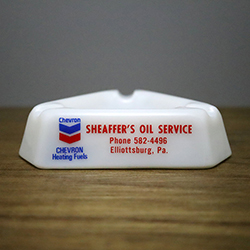 Chevron
CHEVRON
Heating Fuels
SHEAFFER'S OIL SERVICE
Phone 582-4496
Elliottsburg, Pa.